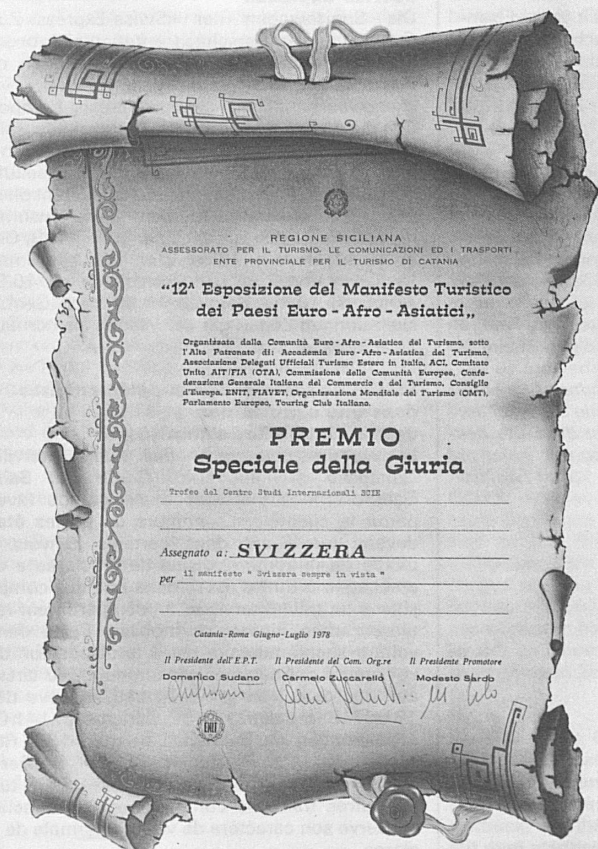 REGIONE SICILIANA
ASSESSORATO PER IL TURISMO, LE COMUNICAZIONI ED I TRASPORTI
ENTE PROVINCIALE PER IL TURISMO DI CATANIA
“12ᴬ Esposizione del Manifesto Turistico
dei Paesi Euro - Afro - Asiatici„
Organizzata dalla Comunità Euro - Afro - Asiatica del Turismo, sotto
l'Alto Patronato di: Accademia Euro - Afro - Asiatica del Turismo,
Associazione Delegati Ufficiali Turismo Estero in Italia, ACI, Comitato
Unito AIT/FIA (OTA), Commissione delle Comunità Europee, Confe-
derazione Generale Italiana del Commercio e del Turismo, Consiglio
d'Europa, ENIT, FIAVET, Organizzazione Mondiale del Turismo (OMT),
Parlamento Europeo, Touring Club Italiano.
PREMIO
Speciale della Giuria
Trofeo del Centro Studi Internazionali SCIE
Assegnato a: SVIZZERA
per il manifesto " Svizzera sempre in vista "
Catania-Roma Giugno-Luglio 1978
Il Presidente dell'E.P.T. Il Presidente del Com. Org.re Il Presidente Promotore
Domenico Sudano Carmelo Zuccarello Modesto Sardo
ENIT